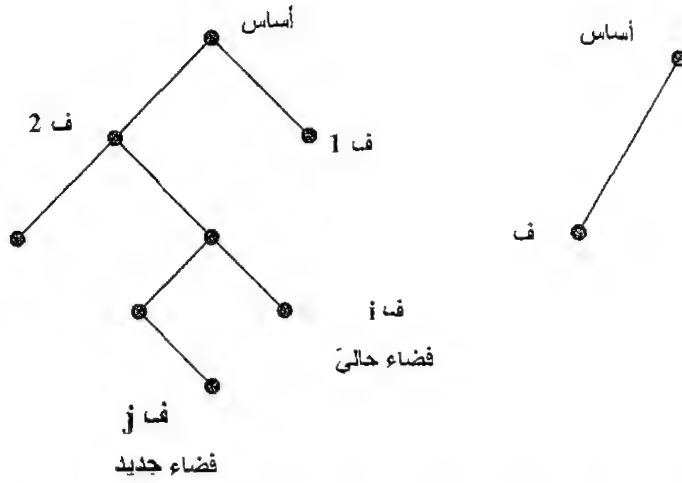 أساس
أساس
ف 2
ف 1
ف
ف i
فضاء حاليّ
ف j
فضاء جديد